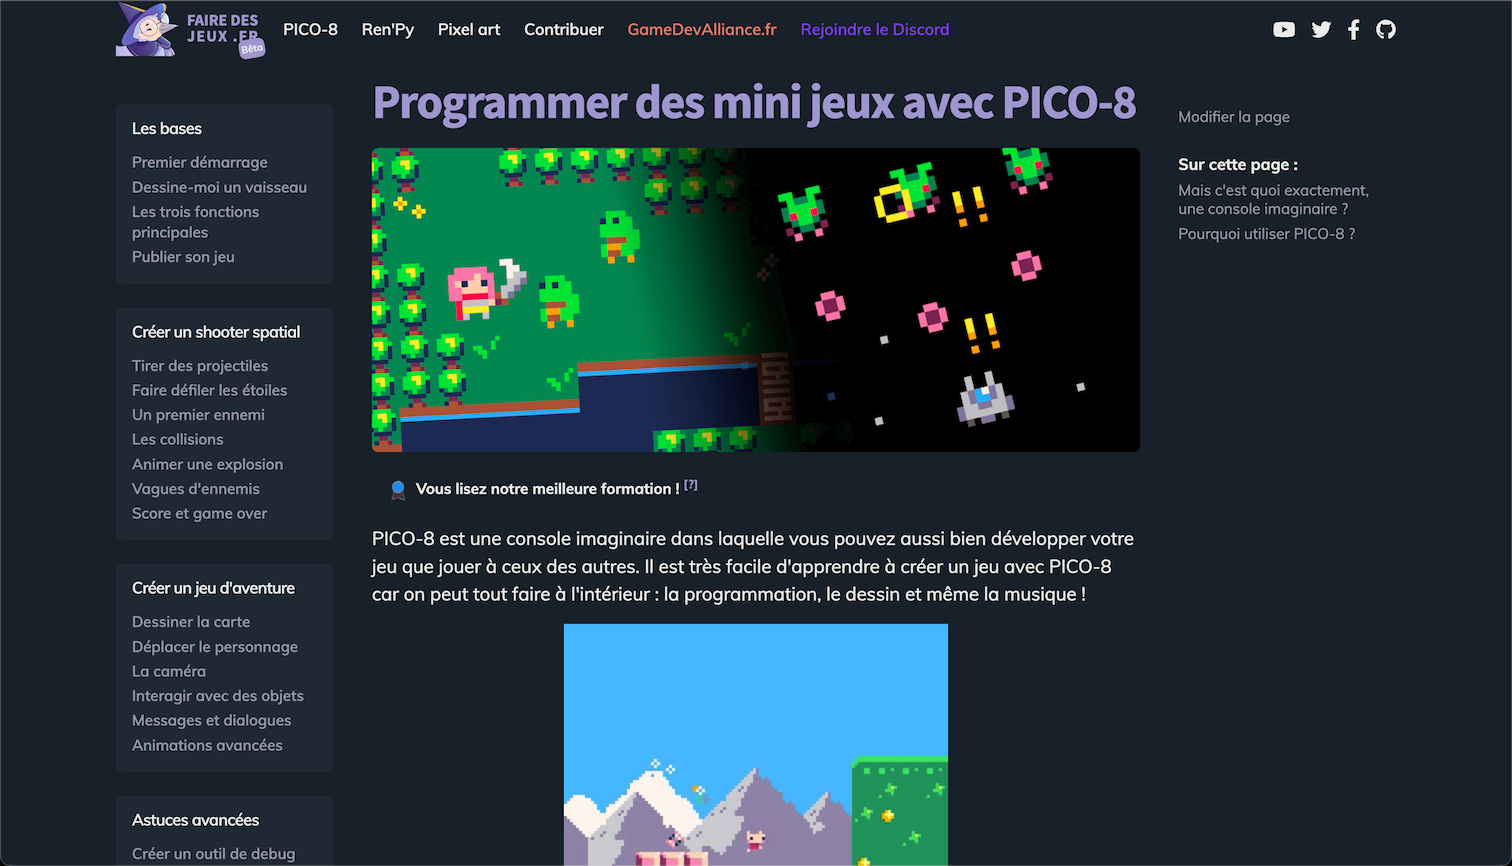 FAIRE DES
JEUX .FR
Bêta
PICO-8
Ren'Py
Pixel art
Contribuer
GameDevAlliance.fr
Rejoindre le Discord
Les bases
Premier démarrage
Dessine-moi un vaisseau
Les trois fonctions
principales
Publier son jeu
Créer un shooter spatial
Tirer des projectiles
Faire défiler les étoiles
Un premier ennemi
Les collisions
Animer une explosion
Vagues d'ennemis
Score et game over
Créer un jeu d'aventure
Dessiner la carte
Déplacer le personnage
La caméra
Interagir avec des objets
Messages et dialogues
Animations avancées
Astuces avancées
Créer un outil de debug
Programmer des mini jeux avec PICO-8
Vous lisez notre meilleure formation ! [?]
PICO-8 est une console imaginaire dans laquelle vous pouvez aussi bien développer votre
jeu que jouer à ceux des autres. Il est très facile d'apprendre à créer un jeu avec PICO-8
car on peut tout faire à l'intérieur : la programmation, le dessin et même la musique !
Modifier la page
Sur cette page :
Mais c'est quoi exactement,
une console imaginaire ?
Pourquoi utiliser PICO-8 ?